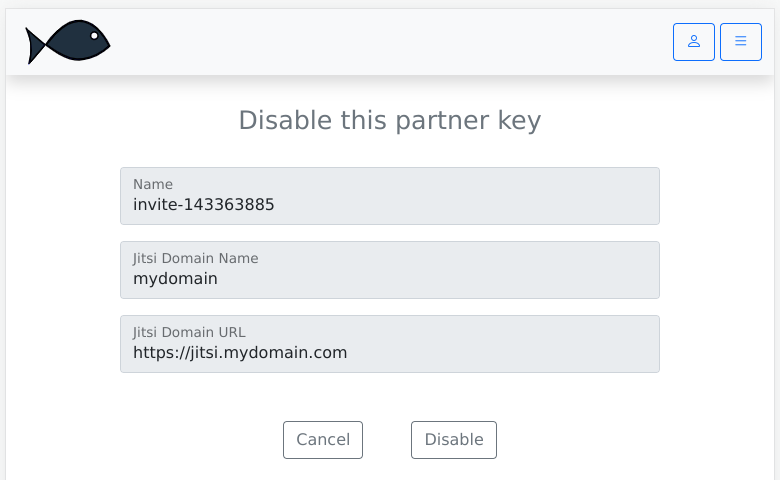 Disable this partner key
Name
invite-143363885
Jitsi Domain Name
mydomain
Jitsi Domain URL
https://jitsi.mydomain.com
Cancel
Disable